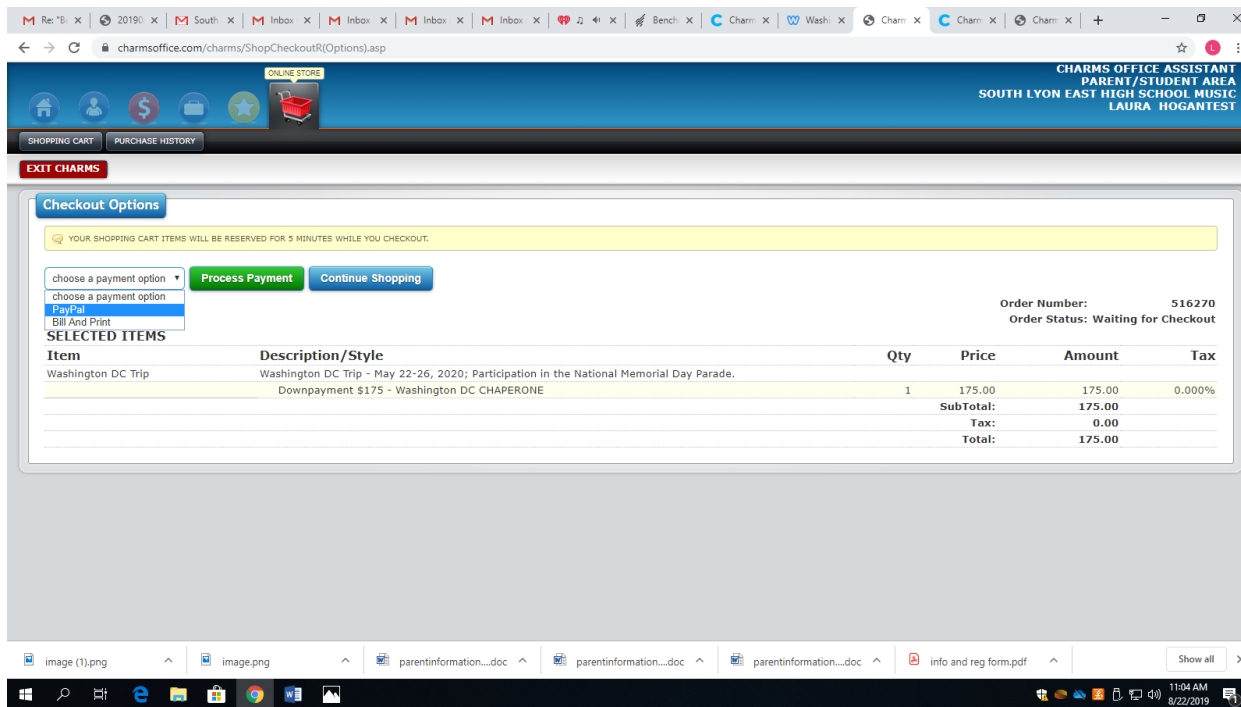 Re: "B
20190
South
Inbox
Inbox
Inbox
Inbox
Bench
Charm
Washi
Charm
Charm
Charm
charmsoffice.com/charms/ShopCheckoutR(Options).asp
L
ONLINE STORE
CHARMS OFFICE ASSISTANT
PARENT/STUDENT AREA
SOUTH LYON EAST HIGH SCHOOL MUSIC
LAURA HOGANTEST
SHOPPING CART PURCHASE HISTORY
EXIT CHARMS
Checkout Options
YOUR SHOPPING CART ITEMS WILL BE RESERVED FOR 5 MINUTES WHILE YOU CHECKOUT.
choose a payment option Process Payment Continue Shopping
choose a payment option
PayPal
Bill And Print
Order Number: 516270
Order Status: Waiting for Checkout
SELECTED ITEMS
Item Description/Style Qty Price Amount Tax
Washington DC Trip Washington DC Trip - May 22-26, 2020; Participation in the National Memorial Day Parade.
Downpayment $175 - Washington DC CHAPERONE 1 175.00 175.00 0.000%
SubTotal: 175.00
Tax: 0.00
Total: 175.00
image (1).png image.png parentinformation....doc parentinformation....doc parentinformation....doc info and reg form.pdf Show all
11:04 AM
8/22/2019